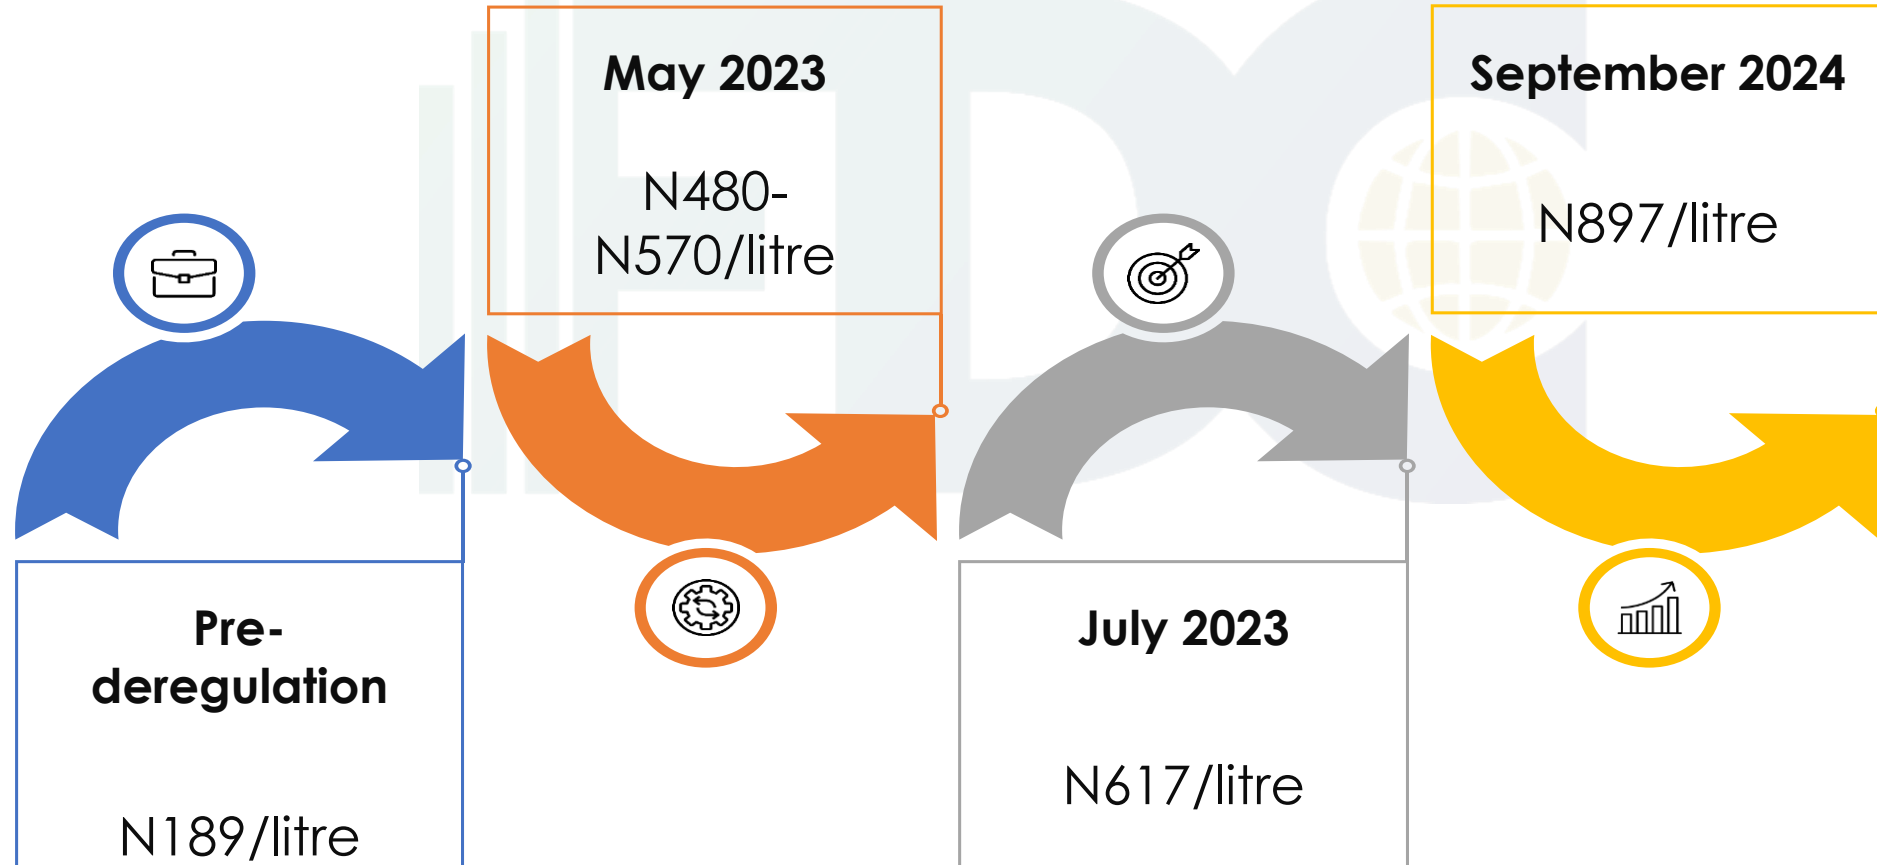 Pre-
deregulation
N189/litre
May 2023
N480-
N570/litre
July 2023
N617/litre
September 2024
N897/litre